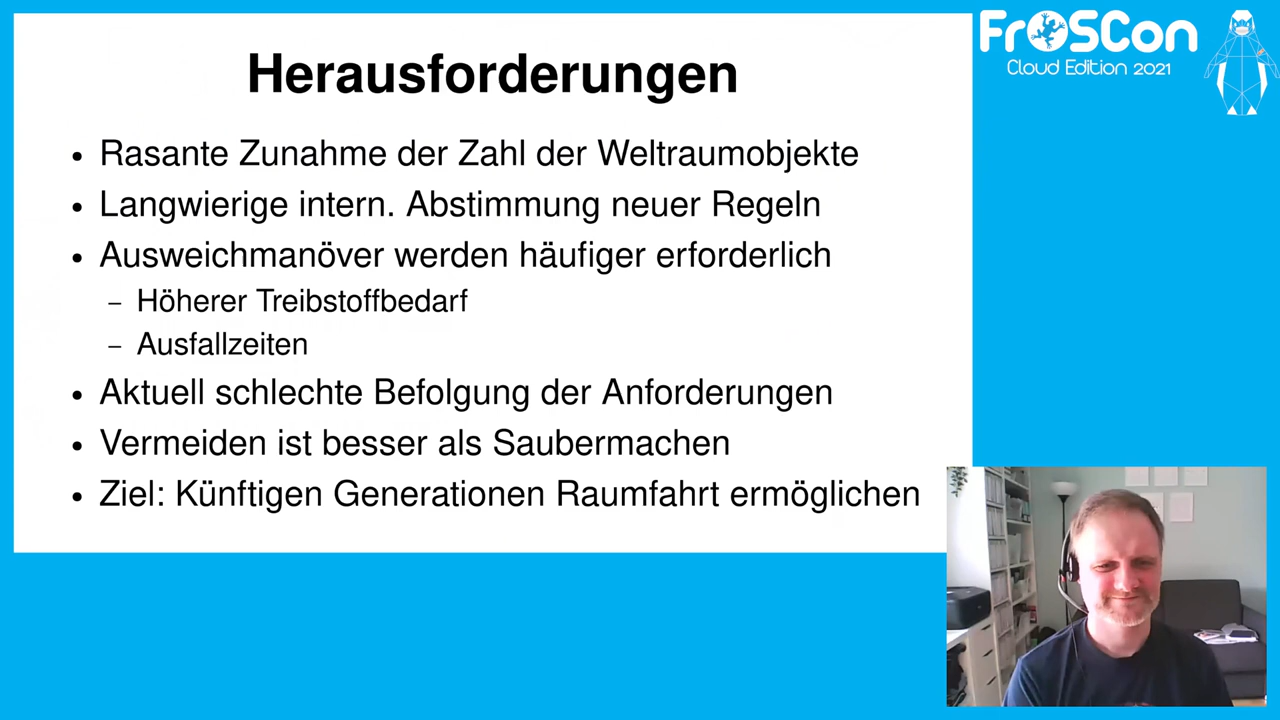 Herausforderungen
• Rasante Zunahme der Zahl der Weltraumobjekte
• Langwierige intern. Abstimmung neuer Regeln
• Ausweichmanöver werden häufiger erforderlich
– Höherer Treibstoffbedarf
– Ausfallzeiten
• Aktuell schlechte Befolgung der Anforderungen
• Vermeiden ist besser als Saubermachen
• Ziel: Künftigen Generationen Raumfahrt ermöglichen
FrOSCon
Cloud Edition 2021